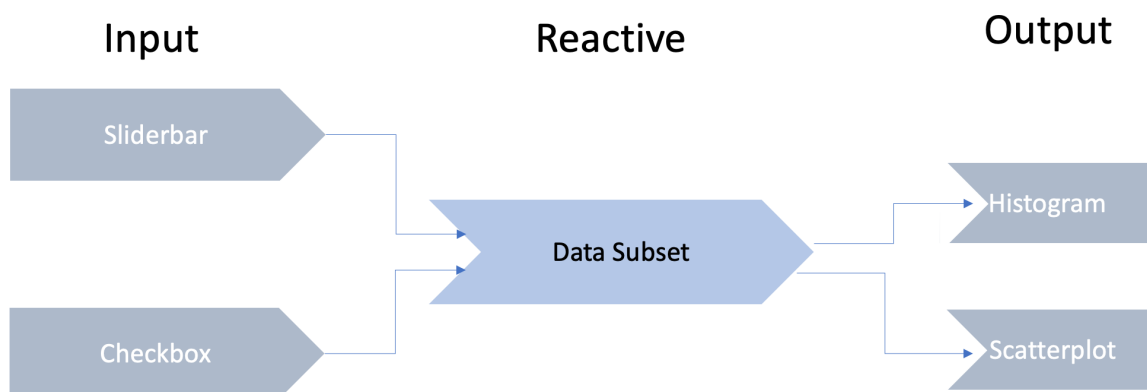 Input
Reactive
Output
Sliderbar
Histogram
Data Subset
Checkbox
Scatterplot